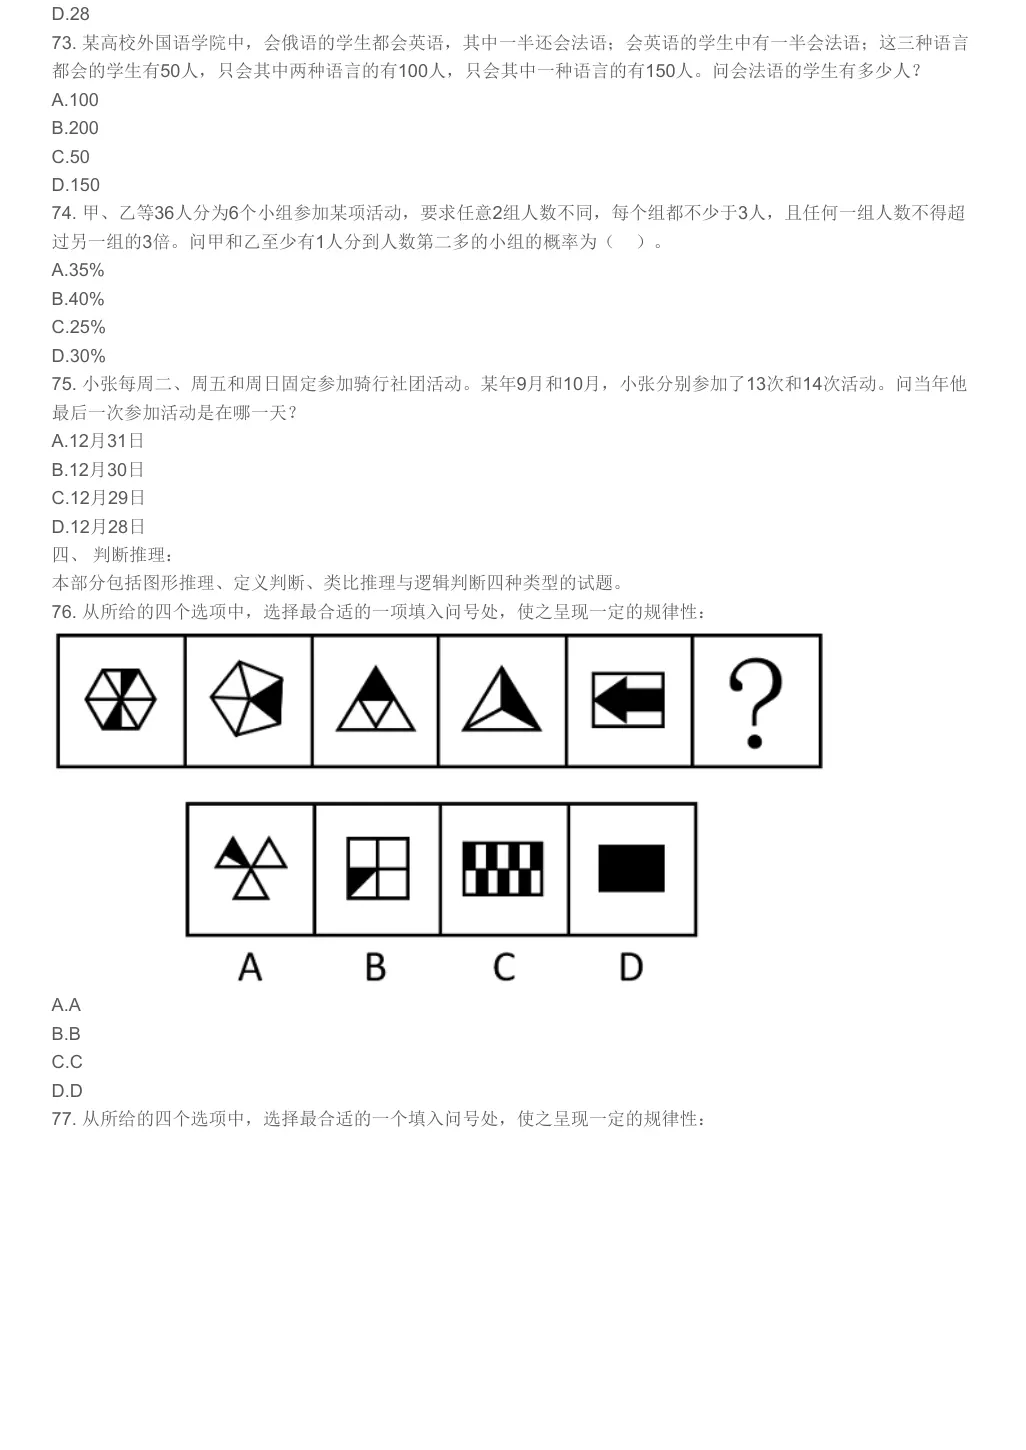 D.28
73. 某高校外国语学院中，会俄语的学生都会英语，其中一半还会法语；会英语的学生中有一半会法语；这三种语言
都会的学生有50人，只会其中两种语言的有100人，只会其中一种语言的有150人。问会法语的学生有多少人？
A.100
B.200
C.50
D.150
74. 甲、乙等36人分为6个小组参加某项活动，要求任意2组人数不同，每个组都不少于3人，且任何一组人数不得超
过另一组的3倍。问甲和乙至少有1人分到人数第二多的小组的概率为（　）。
A.35%
B.40%
C.25%
D.30%
75. 小张每周二、周五和周日固定参加骑行社团活动。某年9月和10月，小张分别参加了13次和14次活动。问当年他
最后一次参加活动是在哪一天？
A.12月31日
B.12月30日
C.12月29日
D.12月28日
四、 判断推理：
本部分包括图形推理、定义判断、类比推理与逻辑判断四种类型的试题。
76. 从所给的四个选项中，选择最合适的一项填入问号处，使之呈现一定的规律性：
?
A B C D
A.A
B.B
C.C
D.D
77. 从所给的四个选项中，选择最合适的一个填入问号处，使之呈现一定的规律性：